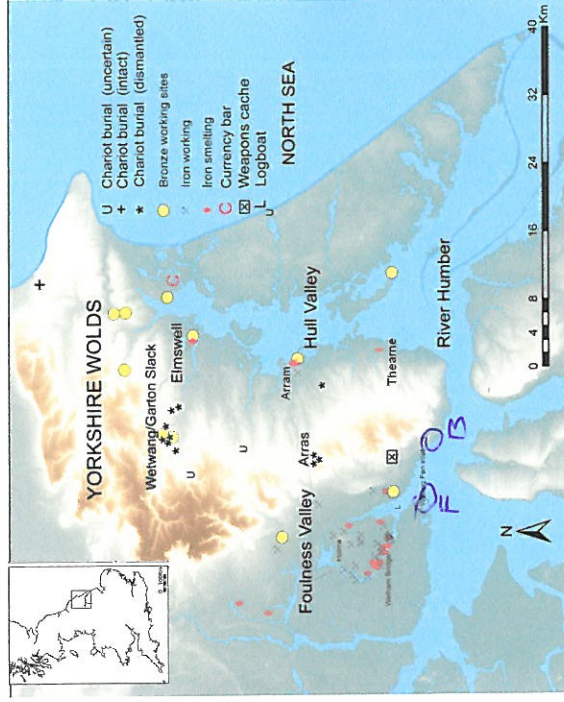 YORKSHIRE WOLDS
Wetwang/Garton Slack
Elmswell
Arras
Arram
Hull Valley
Foulness Valley
Holme
Thearne
River Humber
NORTH SEA
U Chariot burial (uncertain)
+ Chariot burial (intact)
★ Chariot burial (dismantled)
Bronze working sites
Iron working
Iron smelting
C Currency bar
Weapons cache
L Logboat
U
U
U
C
L
N
F
B
0 4 8 16 24 32 40
Km